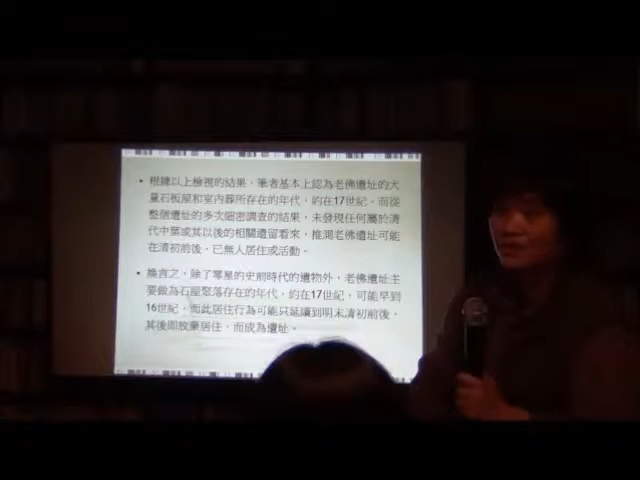 • 根據以上檢視的結果，筆者基本上認為老佛遺址的大
量石板屋和室內葬所存在的年代，約在17世紀，而從
整個遺址的多次細密調查的結果，未發現任何屬於清
代中葉或其以後的相關遺留看來，推測老佛遺址可能
在清初前後，已無人居住或活動。
• 換言之，除了零星的史前時代的遺物外，老佛遺址主
要做為石屋聚落存在的年代，約在17世紀，可能早到
16世紀，而此居住行為可能只延續到明末清初前後，
其後即放棄居住，而成為遺址。